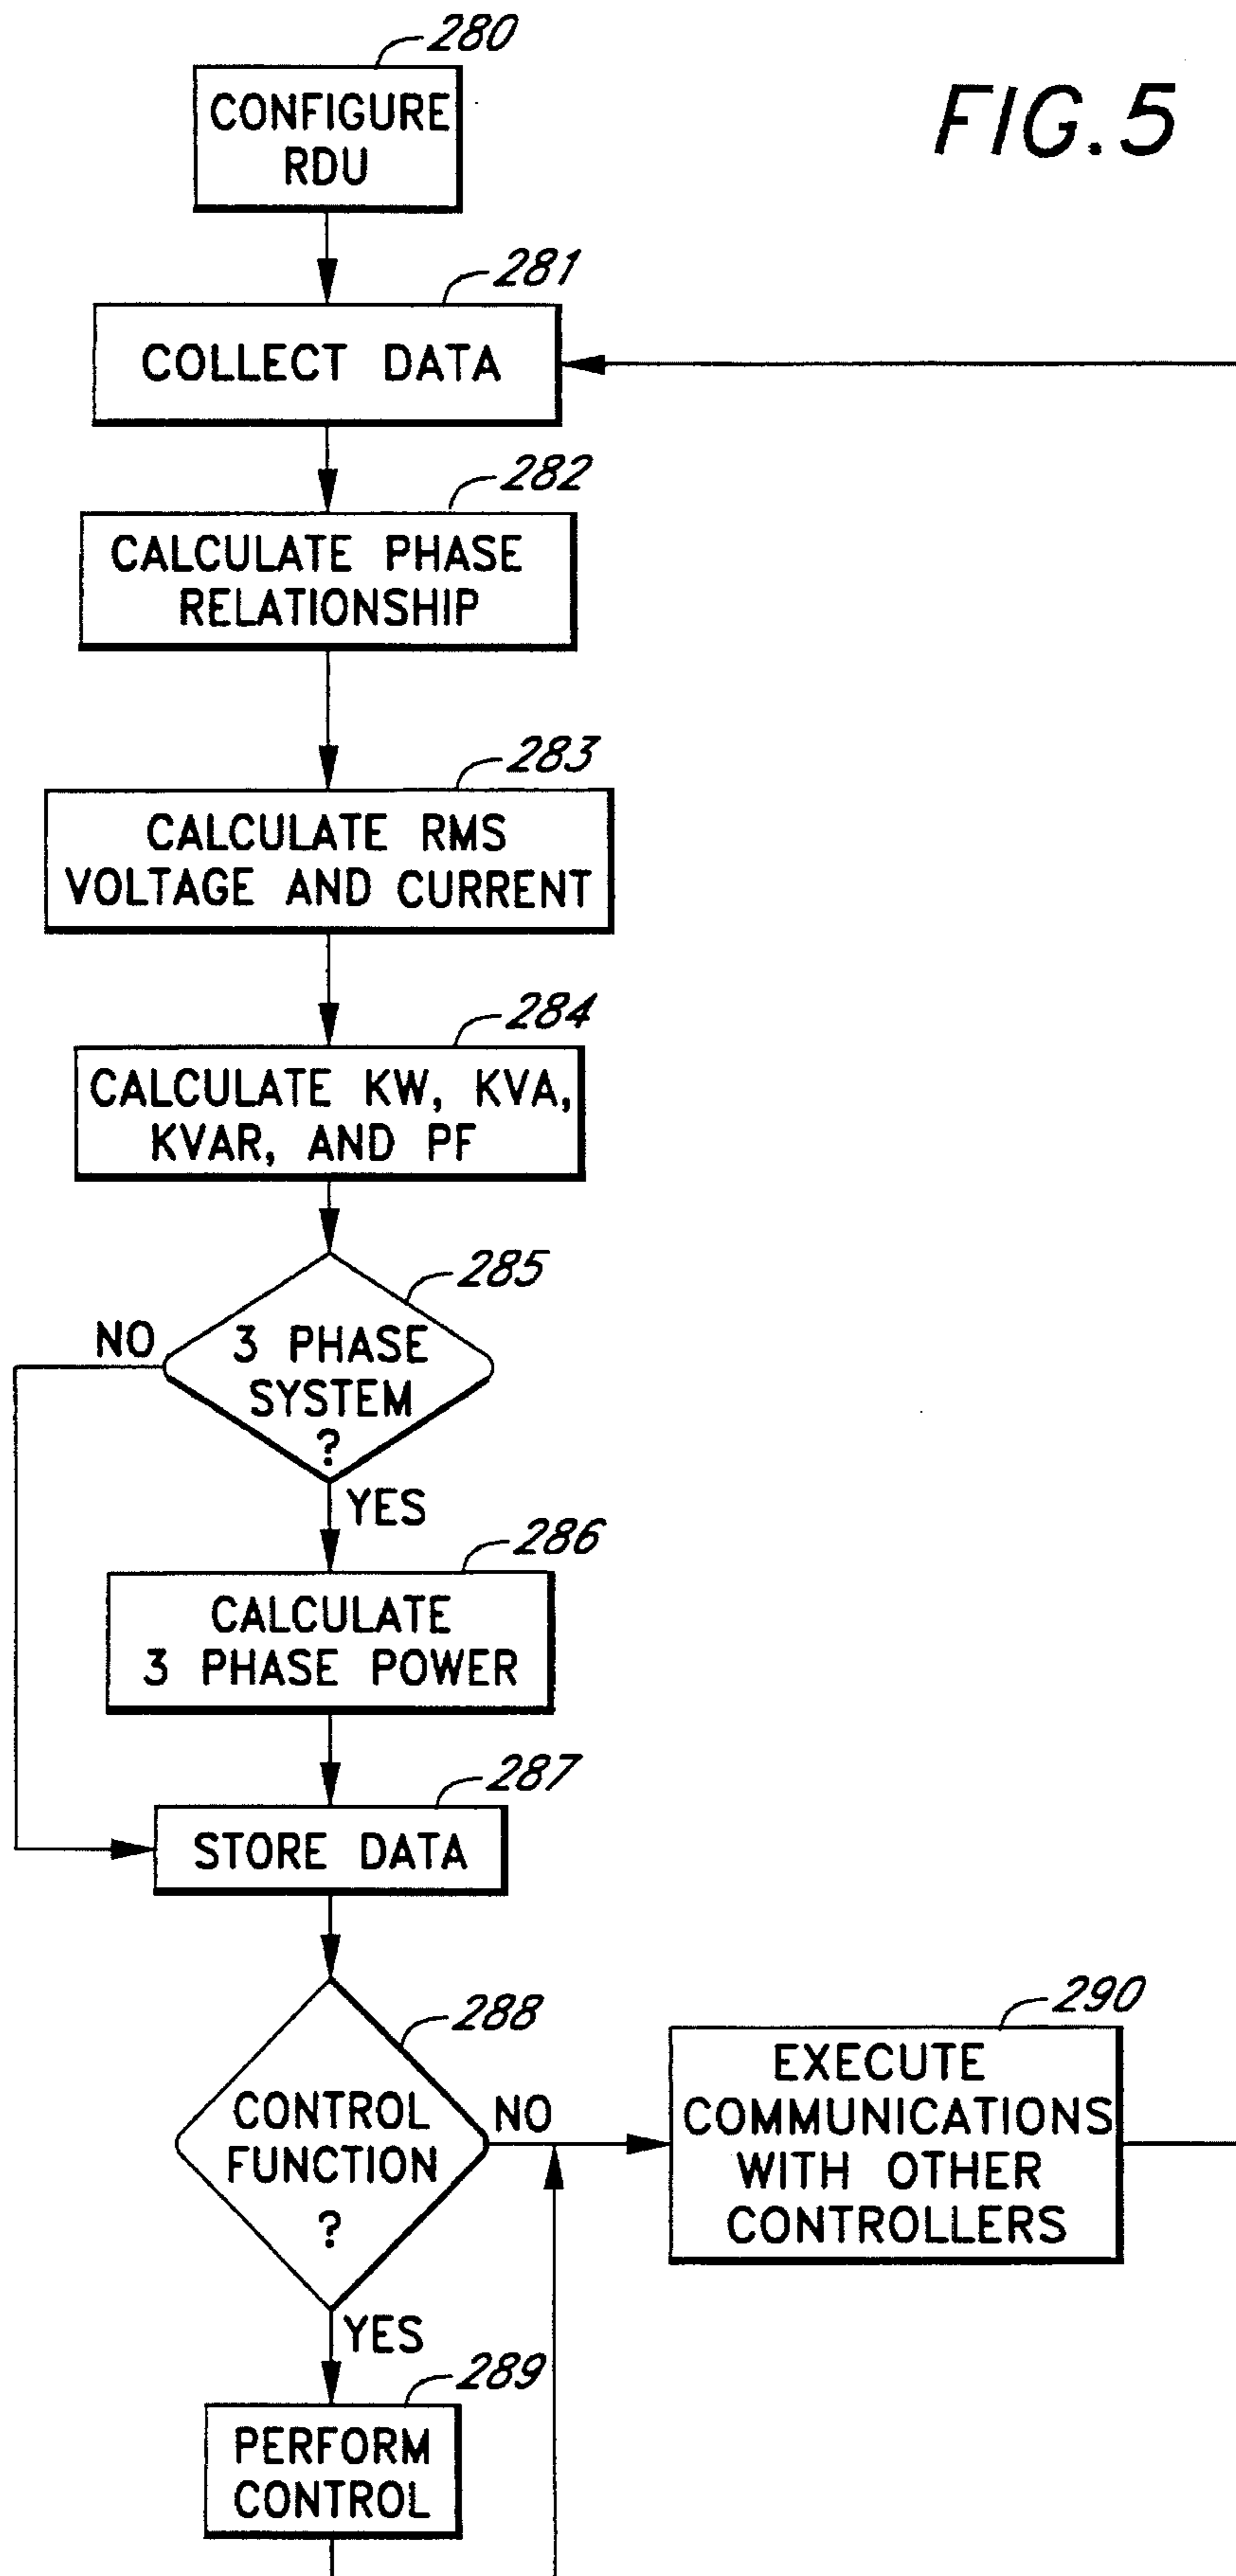 280
FIG. 5
CONFIGURE
RDU
281
COLLECT DATA
282
CALCULATE PHASE
RELATIONSHIP
283
CALCULATE RMS
VOLTAGE AND CURRENT
284
CALCULATE KW, KVA,
KVAR, AND PF
285
NO
3 PHASE
SYSTEM
?
YES
286
CALCULATE
3 PHASE POWER
287
STORE DATA
288
CONTROL
FUNCTION
?
NO
290
EXECUTE
COMMUNICATIONS
WITH OTHER
CONTROLLERS
YES
289
PERFORM
CONTROL